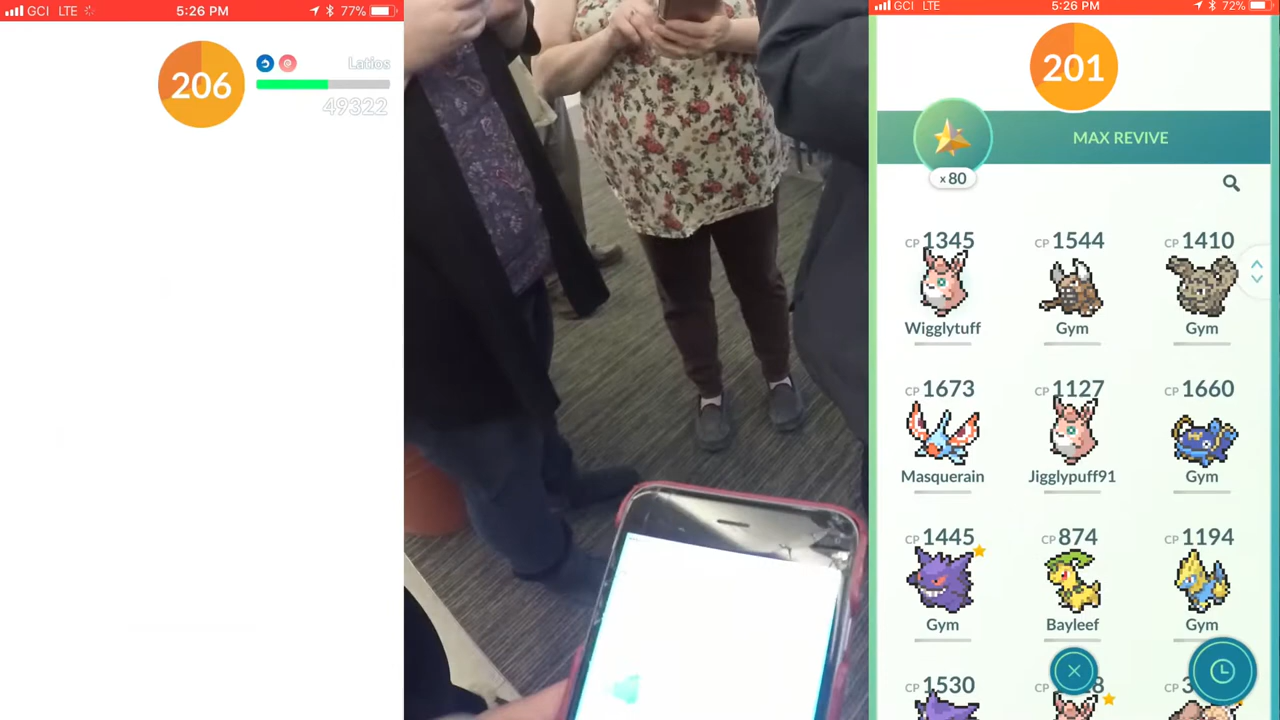 GCI LTE 5:26 PM 77%
206
Latios
49322
GCI LTE 5:26 PM 72%
201
MAX REVIVE
×80
CP 1345 CP 1544 CP 1410
Wigglytuff Gym Gym
CP 1673 CP 1127 CP 1660
Masquerain Jigglypuff91 Gym
CP 1445 CP 874 CP 1194
Gym Bayleef Gym
CP 1530